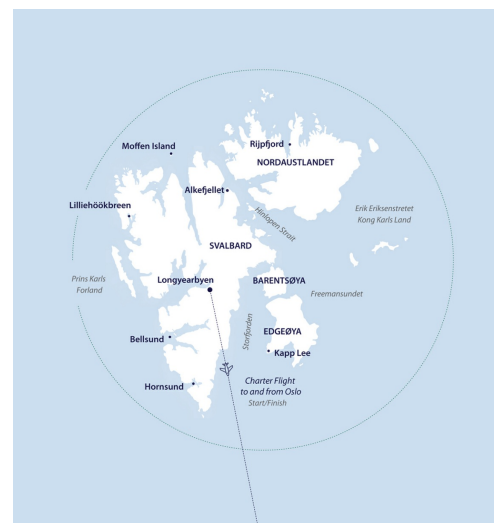 Moffen Island
Rijpfjord
NORDAUSTLANDET
Alkefjellet
Lilliehöökbreen
Hinlopen Strait
Erik Eriksenstretet
Kong Karls Land
SVALBARD
Prins Karls
Forland
Longyearbyen
BARENTSØYA
Freemansundet
Storfjorden
EDGEØYA
Bellsund
Kapp Lee
Hornsund
Charter Flight
to and from Oslo
Start/Finish